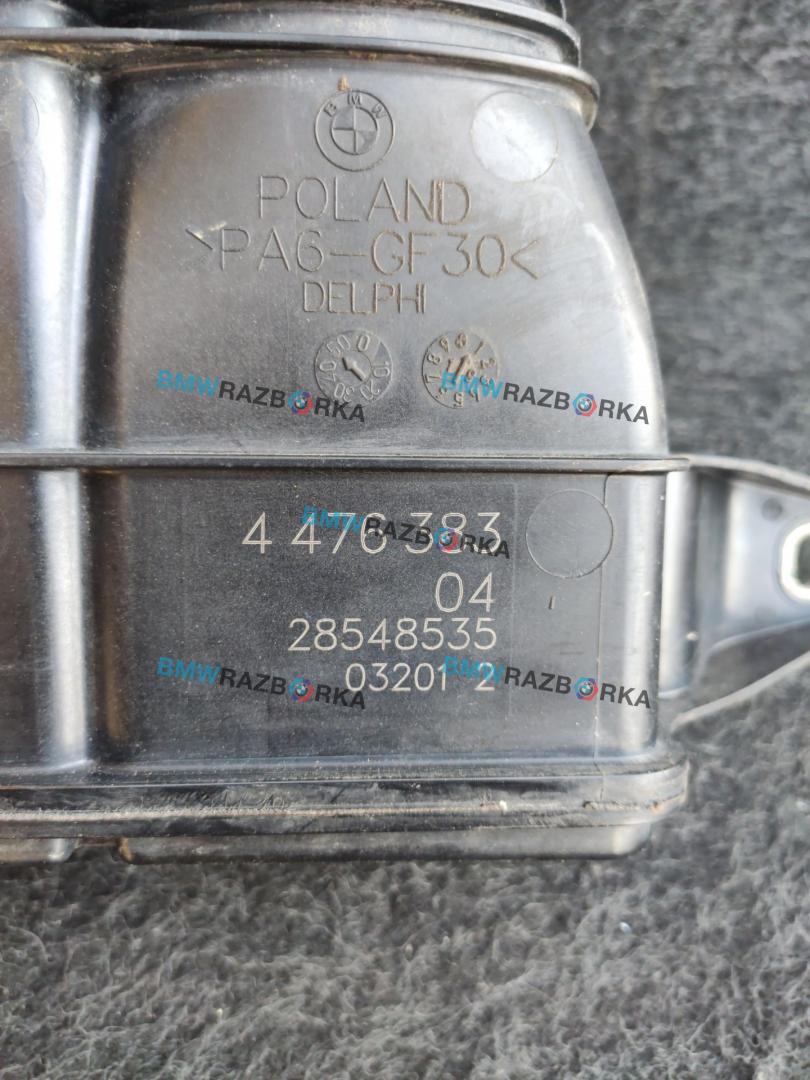 BMW
POLAND
>PA6-GF30<
DELPHI
BMWRAZBORKA
BMWRAZBORKA
4 476 383
BMWRAZBORKA
04
28548535
03201 2
BMWRAZBORKA
BMWRAZBORKA